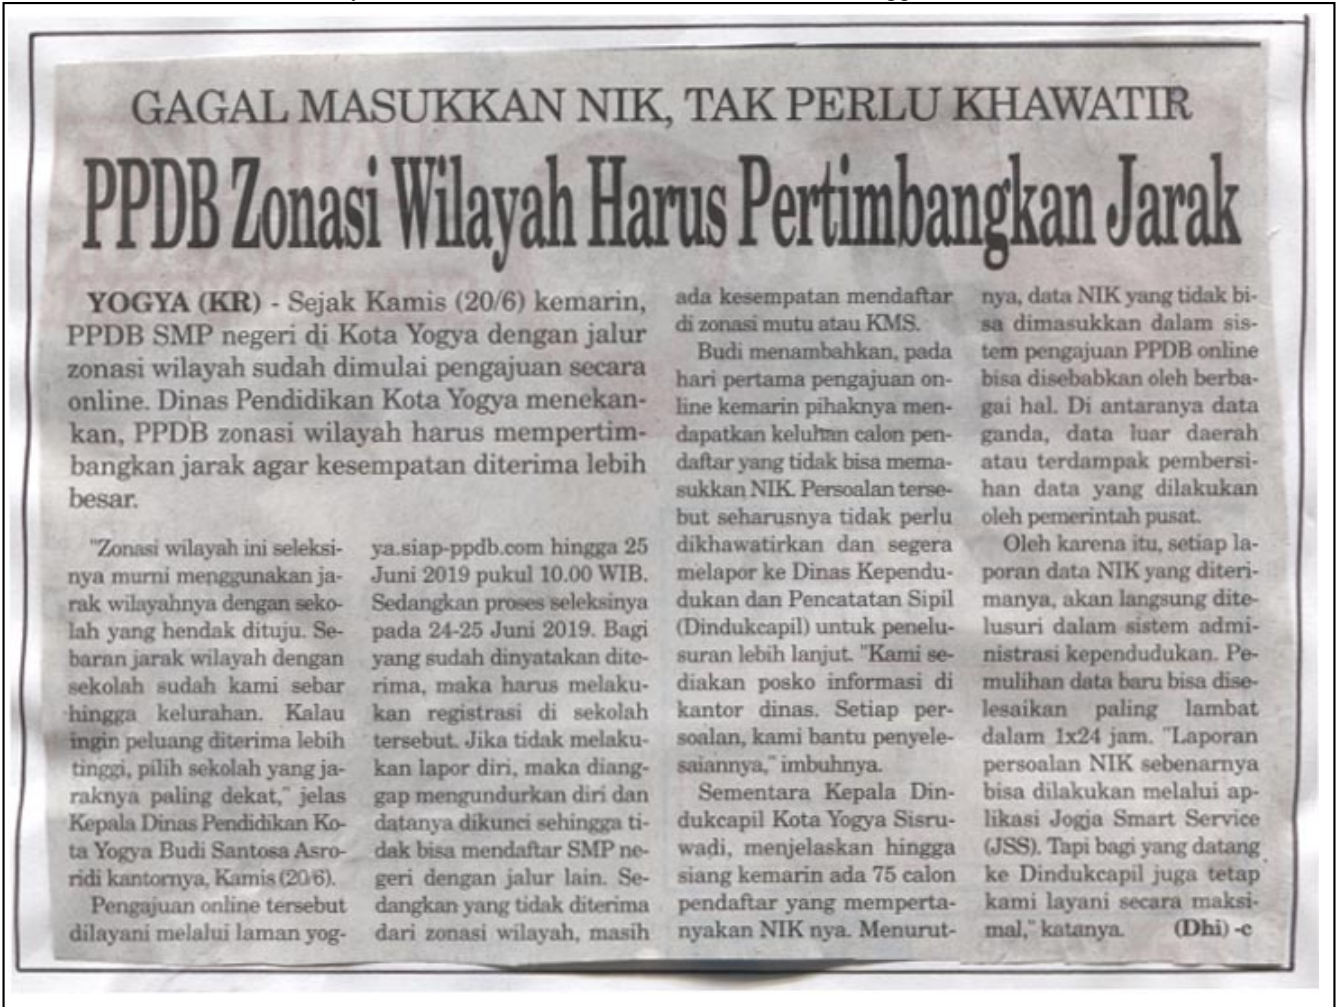 GAGAL MASUKKAN NIK, TAK PERLU KHAWATIR
PPDB Zonasi Wilayah Harus Pertimbangkan Jarak
YOGYA (KR) - Sejak Kamis (20/6) kemarin,
PPDB SMP negeri di Kota Yogya dengan jalur
zonasi wilayah sudah dimulai pengajuan secara
online. Dinas Pendidikan Kota Yogya menekan-
kan, PPDB zonasi wilayah harus mempertim-
bangkan jarak agar kesempatan diterima lebih
besar.
"Zonasi wilayah ini seleksi-
nya murni menggunakan ja-
rak wilayahnya dengan seko-
lah yang hendak dituju. Se-
baran jarak wilayah dengan
sekolah sudah kami sebar
hingga kelurahan. Kalau
ingin peluang diterima lebih
tinggi, pilih sekolah yang ja-
raknya paling dekat," jelas
Kepala Dinas Pendidikan Ko-
ta Yogya Budi Santosa Asro-
ri di kantornya, Kamis (20/6).
Pengajuan online tersebut
dilayani melalui laman yog-
ya.siap-ppdb.com hingga 25
Juni 2019 pukul 10.00 WIB.
Sedangkan proses seleksinya
pada 24-25 Juni 2019. Bagi
yang sudah dinyatakan dite-
rima, maka harus melaku-
kan registrasi di sekolah
tersebut. Jika tidak melaku-
kan lapor diri, maka diang-
gap mengundurkan diri dan
datanya dikunci sehingga ti-
dak bisa mendaftar SMP ne-
geri dengan jalur lain. Se-
dangkan yang tidak diterima
dari zonasi wilayah, masih
ada kesempatan mendaftar
di zonasi mutu atau KMS.
Budi menambahkan, pada
hari pertama pengajuan on-
line kemarin pihaknya men-
dapatkan keluhan calon pen-
daftar yang tidak bisa mema-
sukkan NIK. Persoalan terse-
but seharusnya tidak perlu
dikhawatirkan dan segera
melapor ke Dinas Kependu-
dukan dan Pencatatan Sipil
(Dindukcapil) untuk penelu-
suran lebih lanjut. "Kami se-
diakan posko informasi di
kantor dinas. Setiap per-
soalan, kami bantu penyele-
saiannya," imbuhnya.
Sementara Kepala Din-
dukcapil Kota Yogya Sisru-
wadi, menjelaskan hingga
siang kemarin ada 75 calon
pendaftar yang memperta-
nyakan NIK nya. Menurut-
nya, data NIK yang tidak bi-
sa dimasukkan dalam sis-
tem pengajuan PPDB online
bisa disebabkan oleh berba-
gai hal. Di antaranya data
ganda, data luar daerah
atau terdampak pembersi-
han data yang dilakukan
oleh pemerintah pusat.
Oleh karena itu, setiap la-
poran data NIK yang diteri-
manya, akan langsung dite-
lusuri dalam sistem admi-
nistrasi kependudukan. Pe-
mulihan data baru bisa dise-
lesaikan paling lambat
dalam 1x24 jam. "Laporan
persoalan NIK sebenarnya
bisa dilakukan melalui ap-
likasi Jogja Smart Service
(JSS). Tapi bagi yang datang
ke Dindukcapil juga tetap
kami layani secara maksi-
mal," katanya. (Dhi) -c